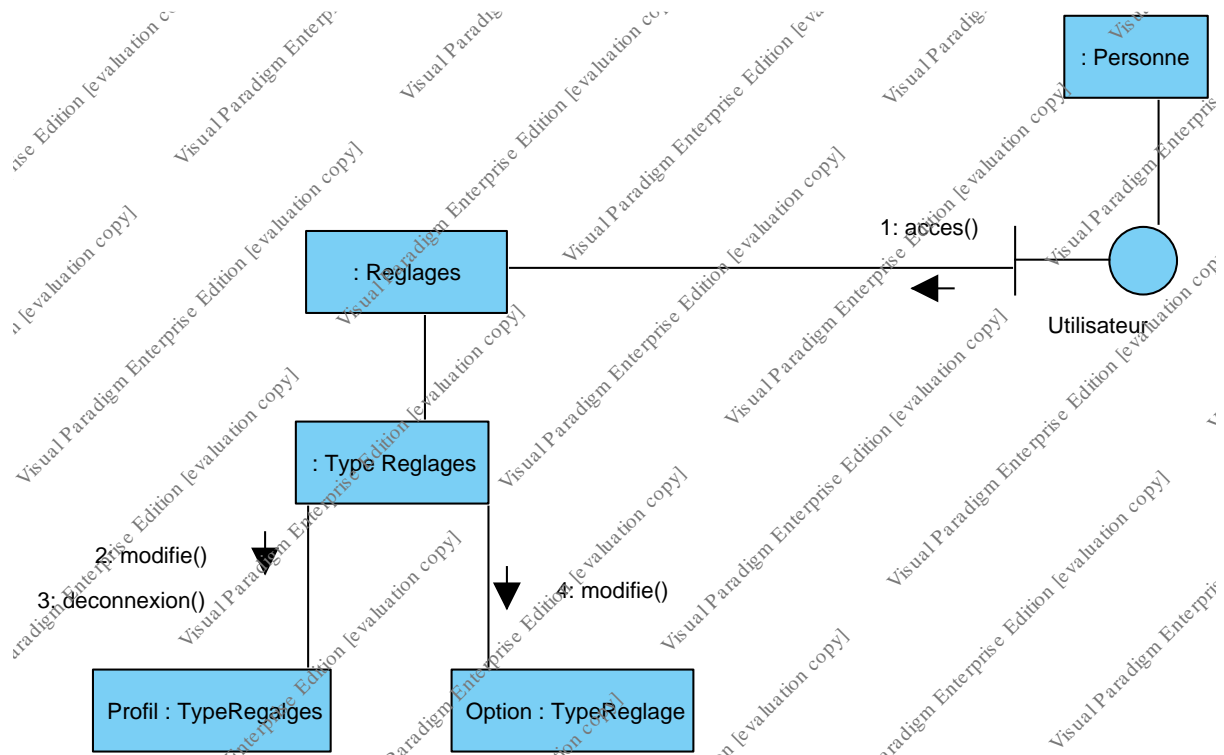 : Personne
1: acces()
: Reglages
Utilisateur
: Type Reglages
2: modifie()
3: deconnexion()
4: modifie()
Profil : TypeRegalges
Option : TypeReglage
Visual Paradigm Enterprise Edition [evaluation copy]